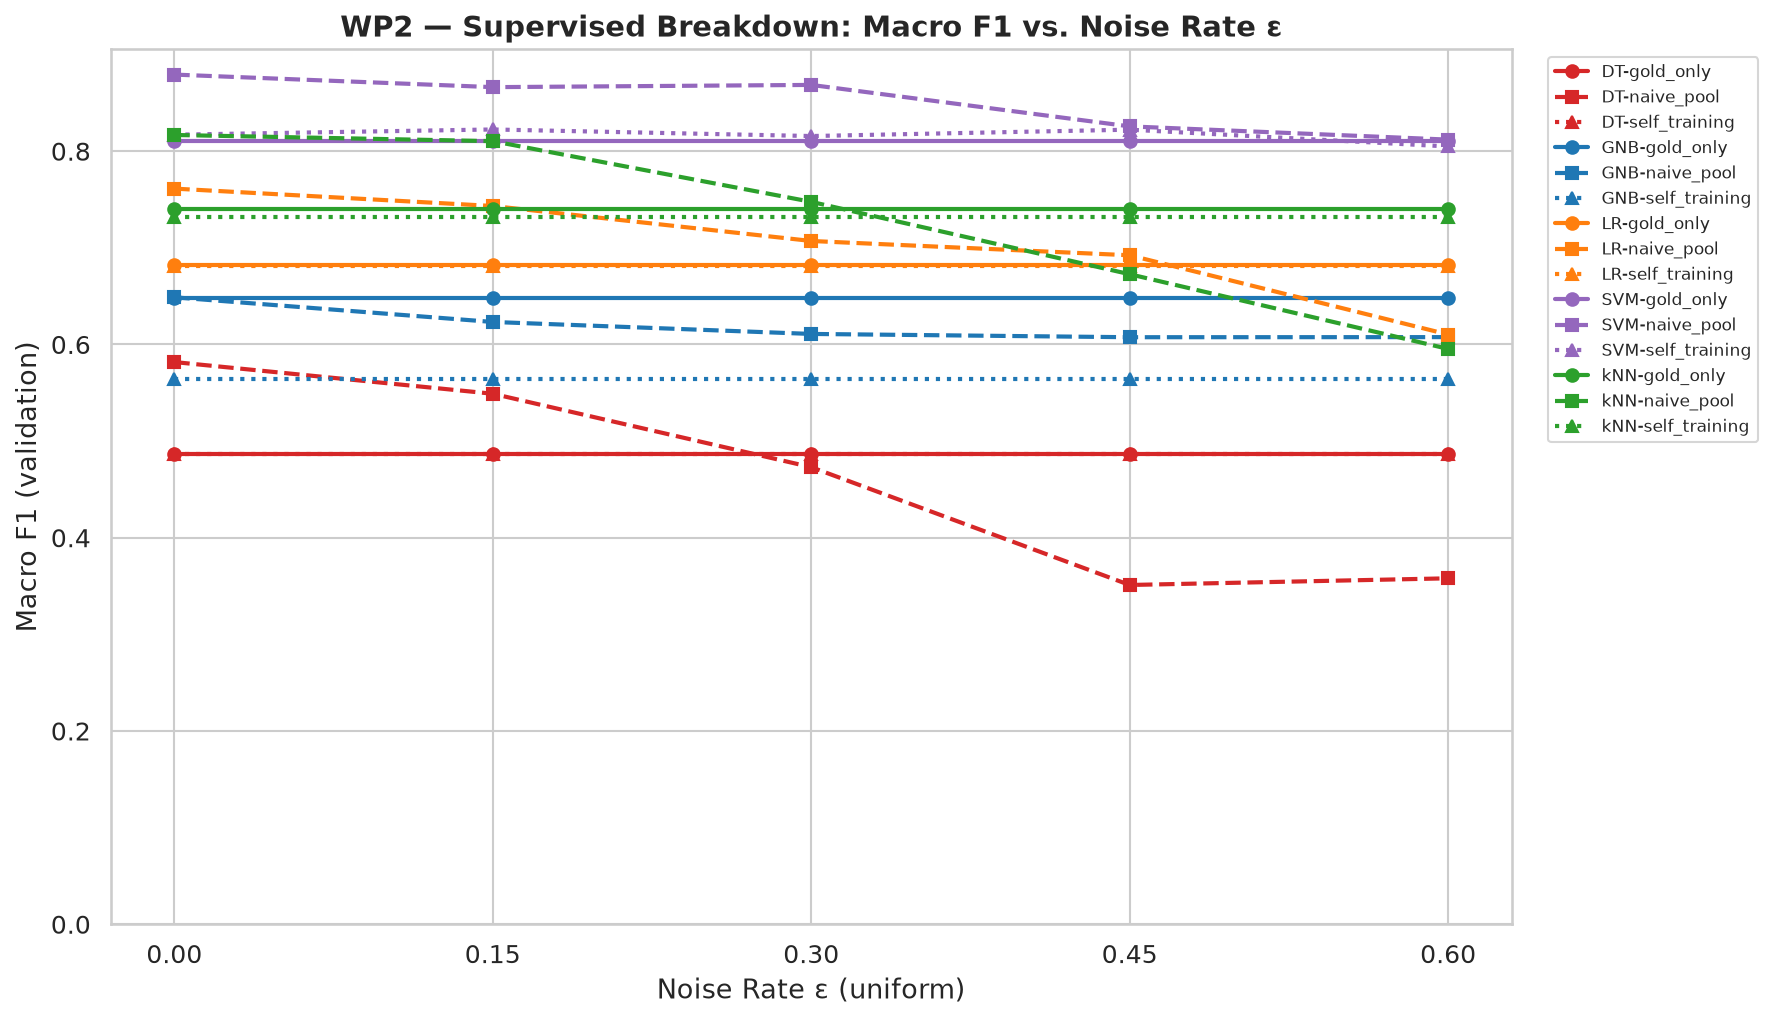 WP2 — Supervised Breakdown: Macro F1 vs. Noise Rate ε
DT-gold_only
DT-naive_pool
DT-self_training
GNB-gold_only
GNB-naive_pool
GNB-self_training
LR-gold_only
LR-naive_pool
LR-self_training
SVM-gold_only
SVM-naive_pool
SVM-self_training
kNN-gold_only
kNN-naive_pool
kNN-self_training
Macro F1 (validation)
0.8
0.6
0.4
0.2
0.0
0.00 0.15 0.30 0.45 0.60
Noise Rate ε (uniform)